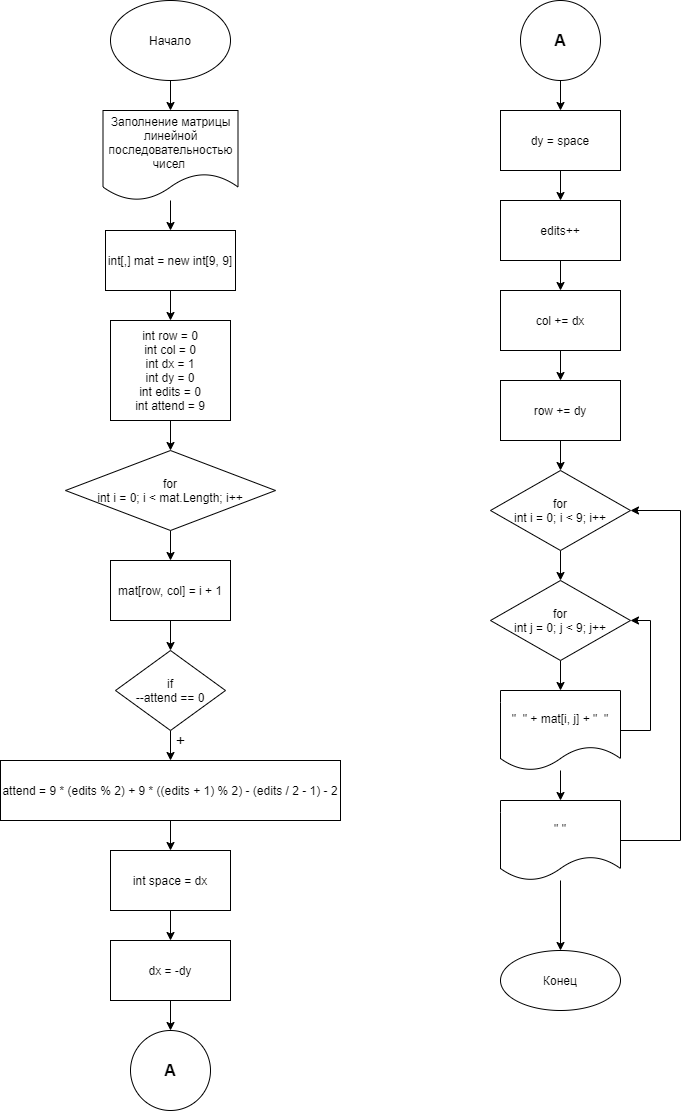 Начало
Заполнение матрицы
линейной
последовательностью
чисел
int[,] mat = new int[9, 9]
int row = 0
int col = 0
int dx = 1
int dy = 0
int edits = 0
int attend = 9
for
int i = 0; i < mat.Length; i++
mat[row, col] = i + 1
if
--attend == 0
+
attend = 9 * (edits % 2) + 9 * ((edits + 1) % 2) - (edits / 2 - 1) - 2
int space = dx
dx = -dy
A
A
dy = space
edits++
col += dx
row += dy
for
int i = 0; i < 9; i++
for
int j = 0; j < 9; j++
" " + mat[i, j] + " "
" "
Конец